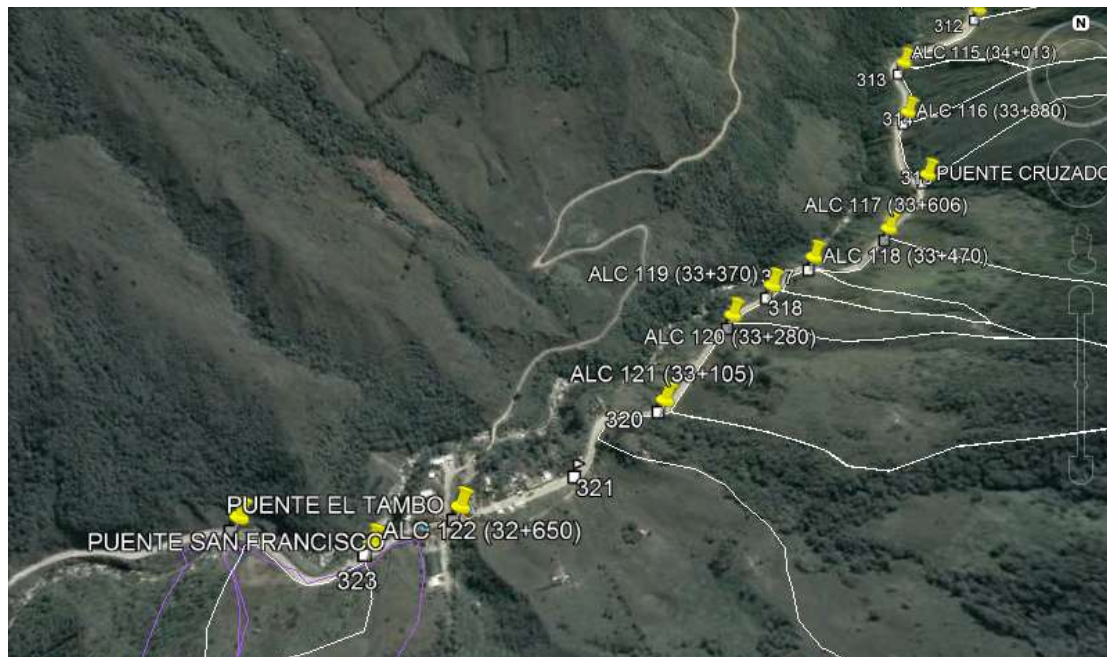 N
312
ALC 115 (34+013)
313
314
ALC 116 (33+880)
PUENTE CRUZADO
ALC 117 (33+606)
ALC 118 (33+470)
ALC 119 (33+370)
318
ALC 120 (33+280)
ALC 121 (33+105)
320
321
PUENTE EL TAMBO
ALC 122 (32+650)
PUENTE SAN FRANCISCO
323